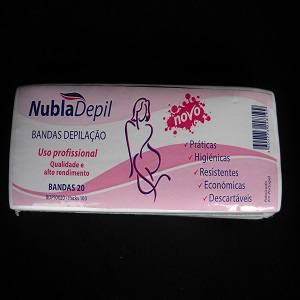 NublaDepil
BANDAS DEPILAÇÃO
Uso profissional
Qualidade e
alto rendimento
BANDAS 20
novo
✓Práticas
✓Higiénicas
✓Resistentes
✓Económicas
✓Descartáveis